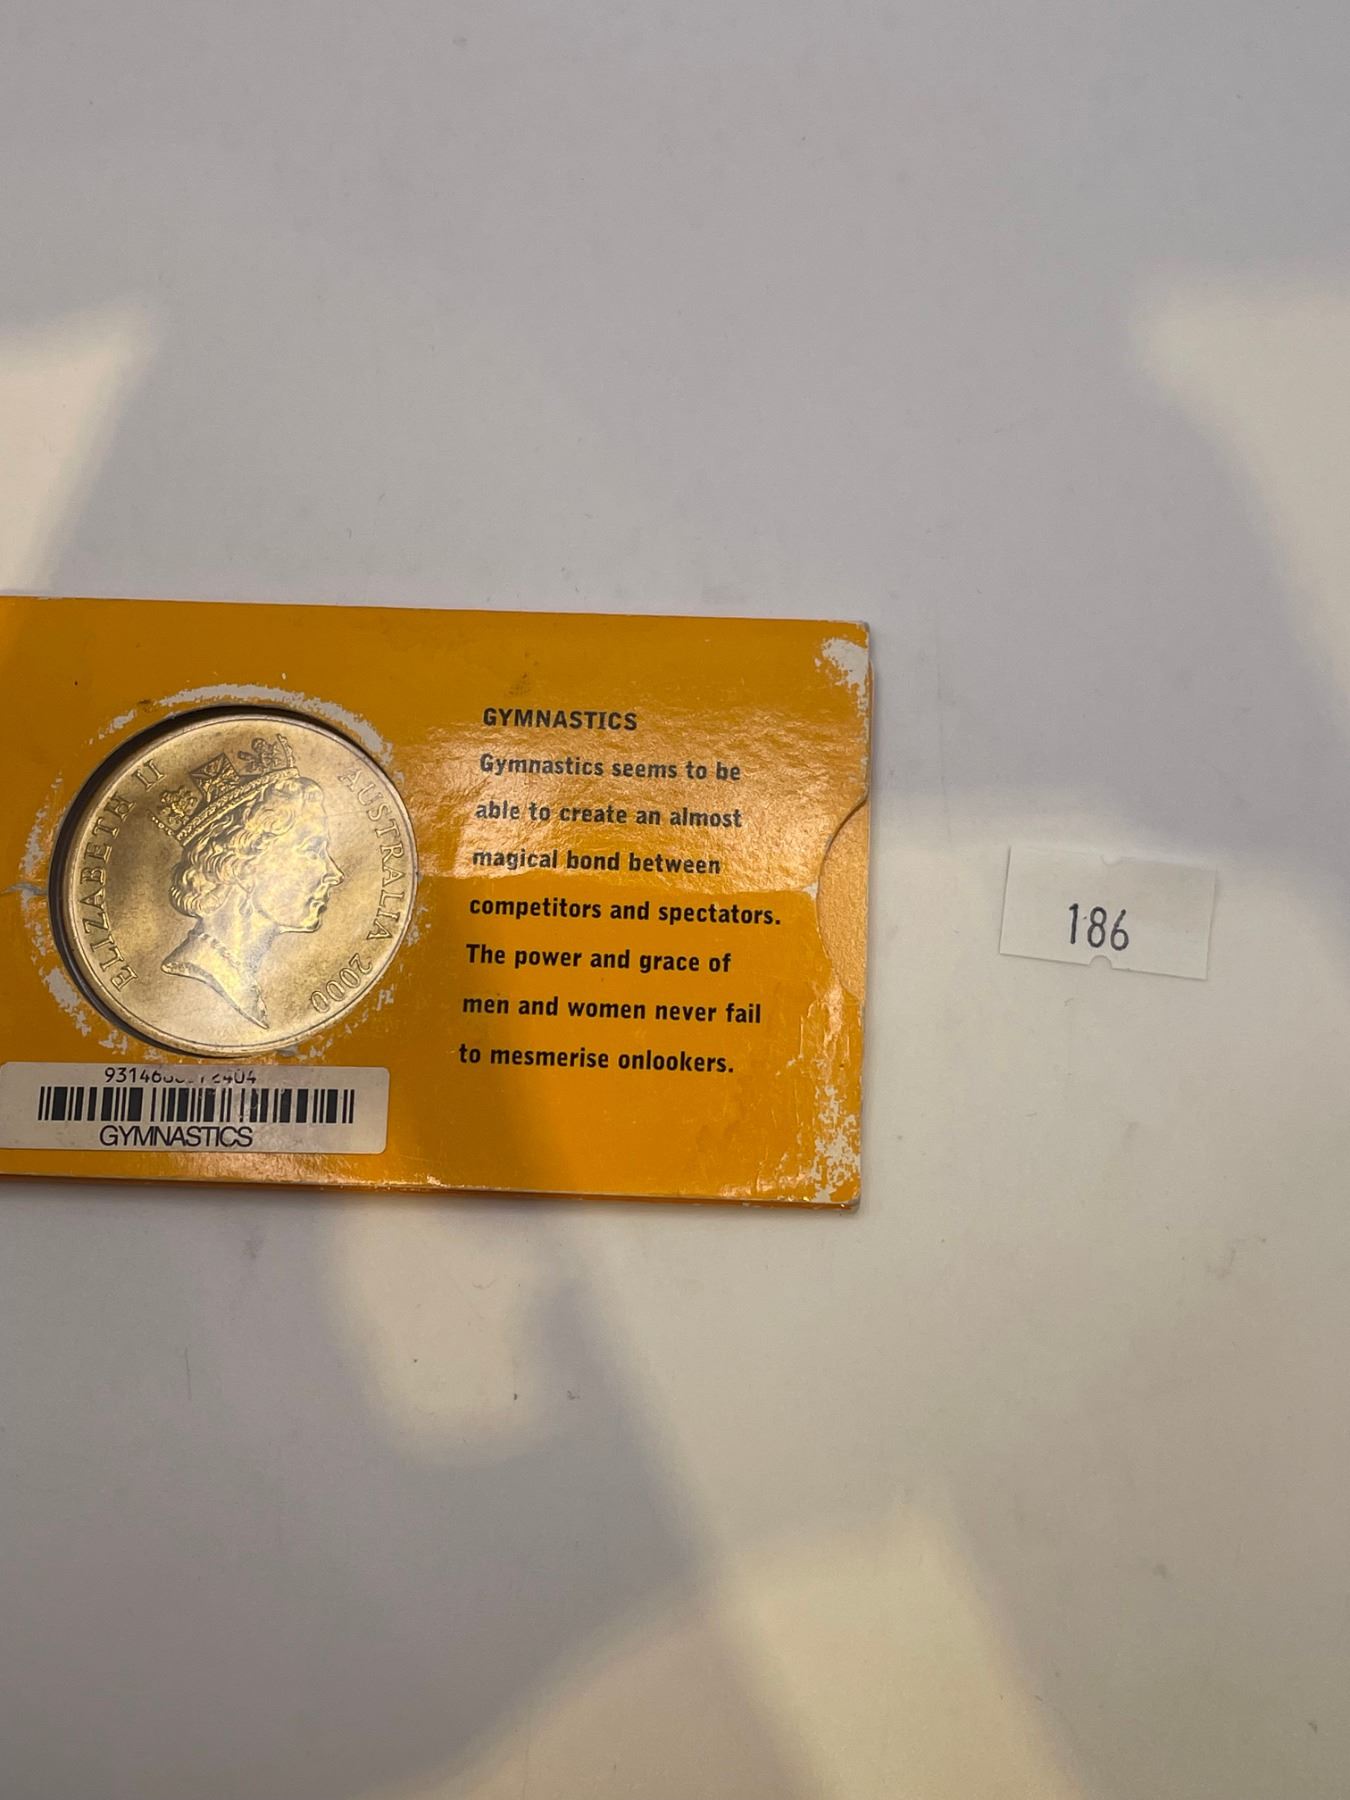 ELIZABETH II AUSTRALIA 2000
GYMNASTICS
Gymnastics seems to be
able to create an almost
magical bond between
competitors and spectators.
The power and grace of
men and women never fail
to mesmerise onlookers.
GYMNASTICS
186